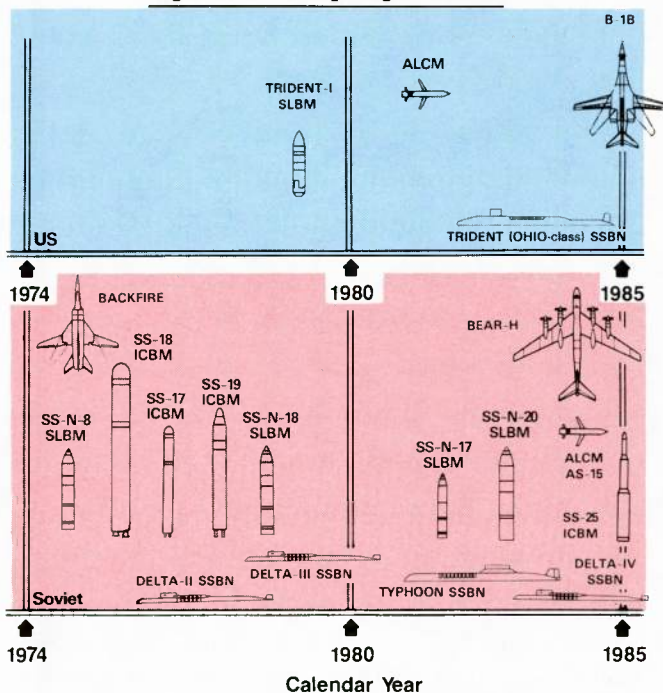 B-1B
ALCM
TRIDENT-I
SLBM
US
TRIDENT (OHIO-class) SSBN
1974
1980
1985
BACKFIRE
SS-18
ICBM
BEAR-H
SS-17
ICBM
SS-19
ICBM
SS-N-8
SLBM
SS-N-18
SLBM
SS-N-17
SLBM
SS-N-20
SLBM
ALCM
AS-15
SS-25
ICBM
DELTA-II SSBN
DELTA-III SSBN
TYPHOON SSBN
DELTA-IV
SSBN
Soviet
1974
1980
1985
Calendar Year